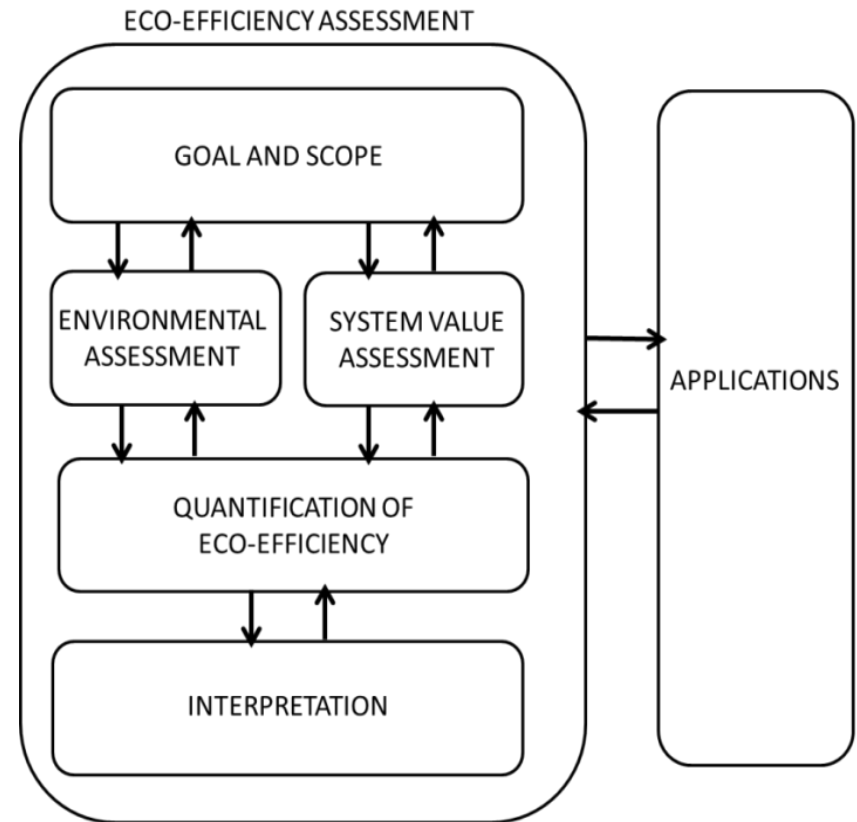 ECO-EFFICIENCY ASSESSMENT
GOAL AND SCOPE
ENVIRONMENTAL
ASSESSMENT
SYSTEM VALUE
ASSESSMENT
APPLICATIONS
QUANTIFICATION OF
ECO-EFFICIENCY
INTERPRETATION